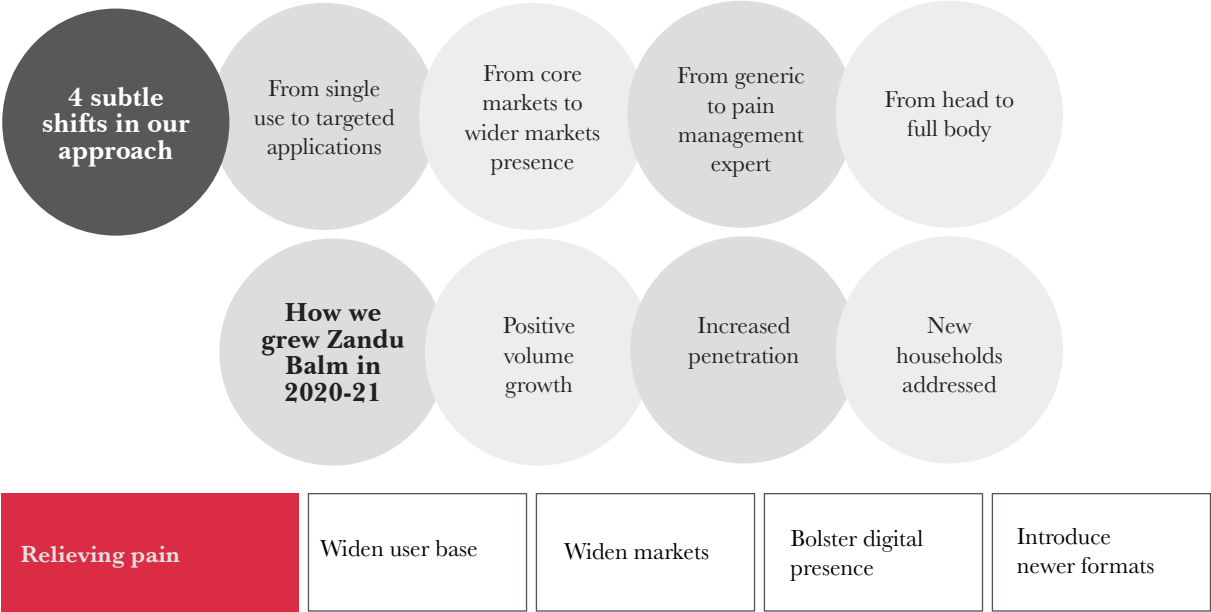 4 subtle
shifts in our
approach
From single
use to targeted
applications
From core
markets to
wider markets
presence
From generic
to pain
management
expert
From head to
full body
How we
grew Zandu
Balm in
2020-21
Positive
volume
growth
Increased
penetration
New
households
addressed
Relieving pain
Widen user base
Widen markets
Bolster digital
presence
Introduce
newer formats